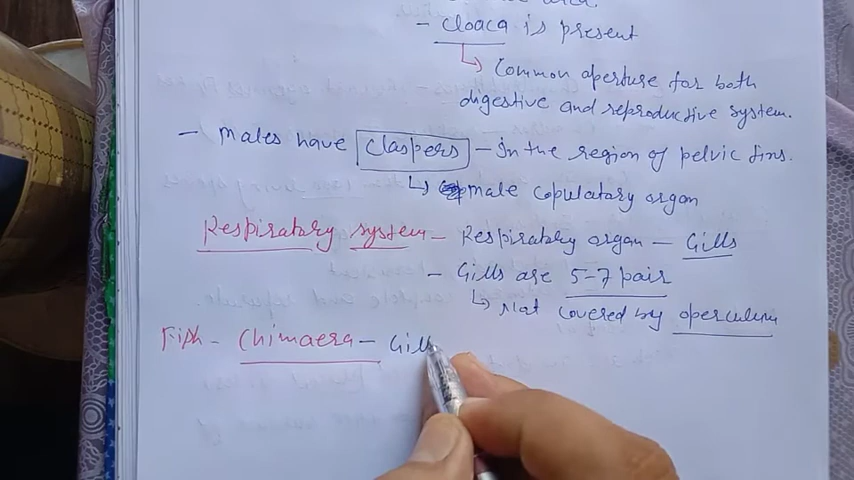 area.
- Cloaca is present
↳ Common aperture for both
digestive and reproductive system.
- Males have Claspers - In the region of pelvic fins.
↳ male copulatory organ
Respiratory system - Respiratory organ - Gills
- Gills are 5-7 pair
↳ Not covered by operculum
Fish - Chimaera - Gills